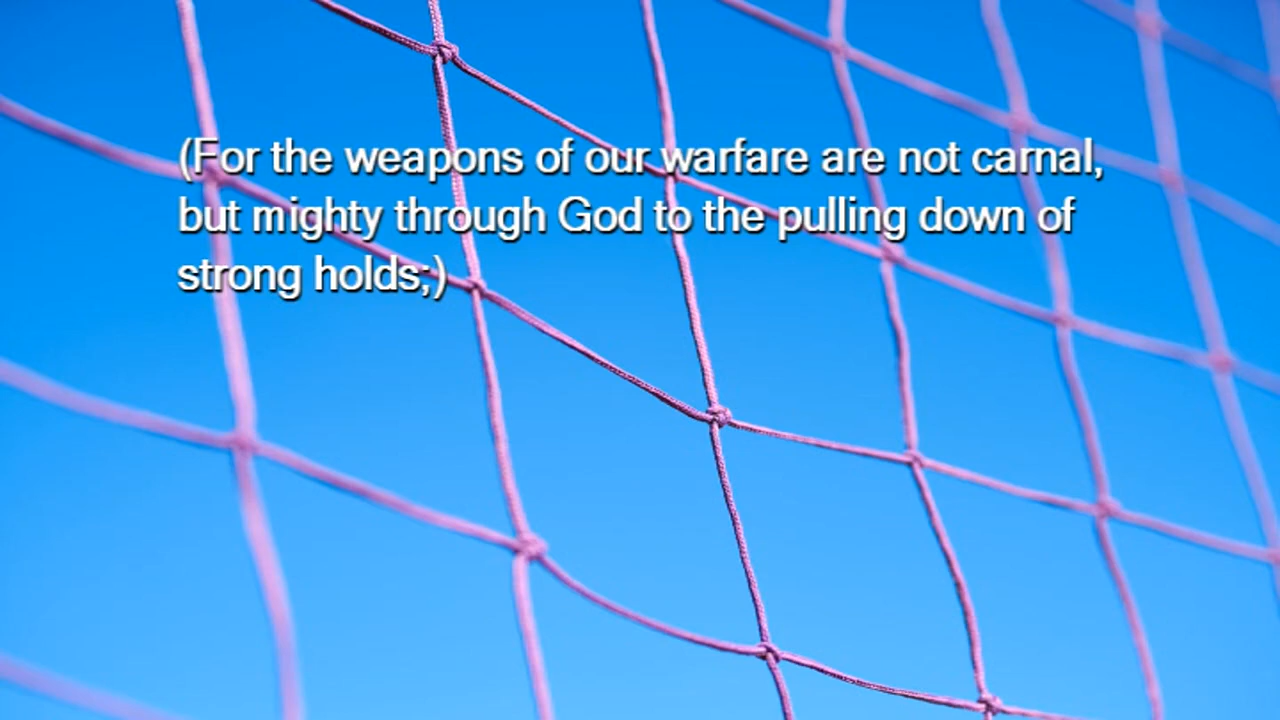 (For the weapons of our warfare are not carnal,
but mighty through God to the pulling down of
strong holds;)